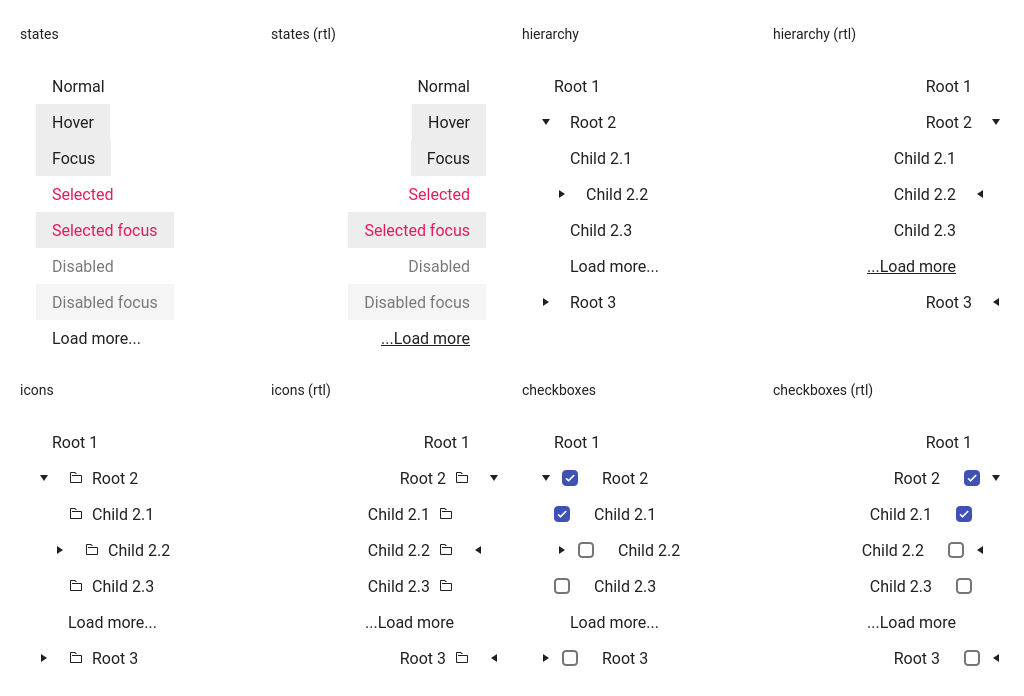 states
Normal
Hover
Focus
Selected
Selected focus
Disabled
Disabled focus
Load more...
states (rtl)
Normal
Hover
Focus
Selected
Selected focus
Disabled
Disabled focus
...Load more
hierarchy
Root 1
Root 2
Child 2.1
Child 2.2
Child 2.3
Load more...
Root 3
hierarchy (rtl)
Root 1
Root 2
Child 2.1
Child 2.2
Child 2.3
...Load more
Root 3
icons
Root 1
Root 2
Child 2.1
Child 2.2
Child 2.3
Load more...
Root 3
icons (rtl)
Root 1
Root 2
Child 2.1
Child 2.2
Child 2.3
...Load more
Root 3
checkboxes
Root 1
Root 2
Child 2.1
Child 2.2
Child 2.3
Load more...
Root 3
checkboxes (rtl)
Root 1
Root 2
Child 2.1
Child 2.2
Child 2.3
...Load more
Root 3